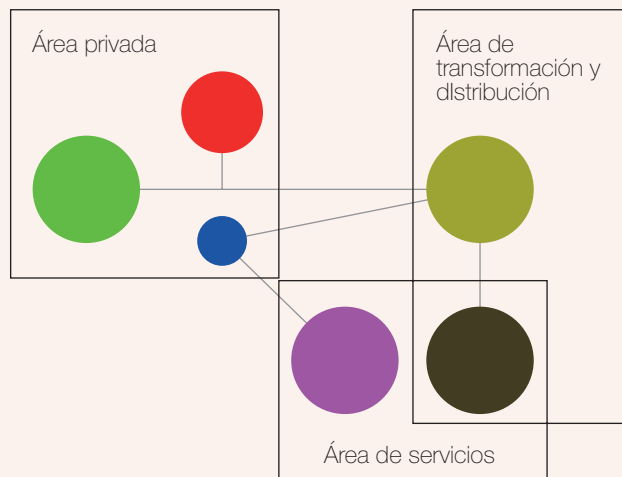 Área privada
Área de
transformación y
dIstribución
Área de servicios